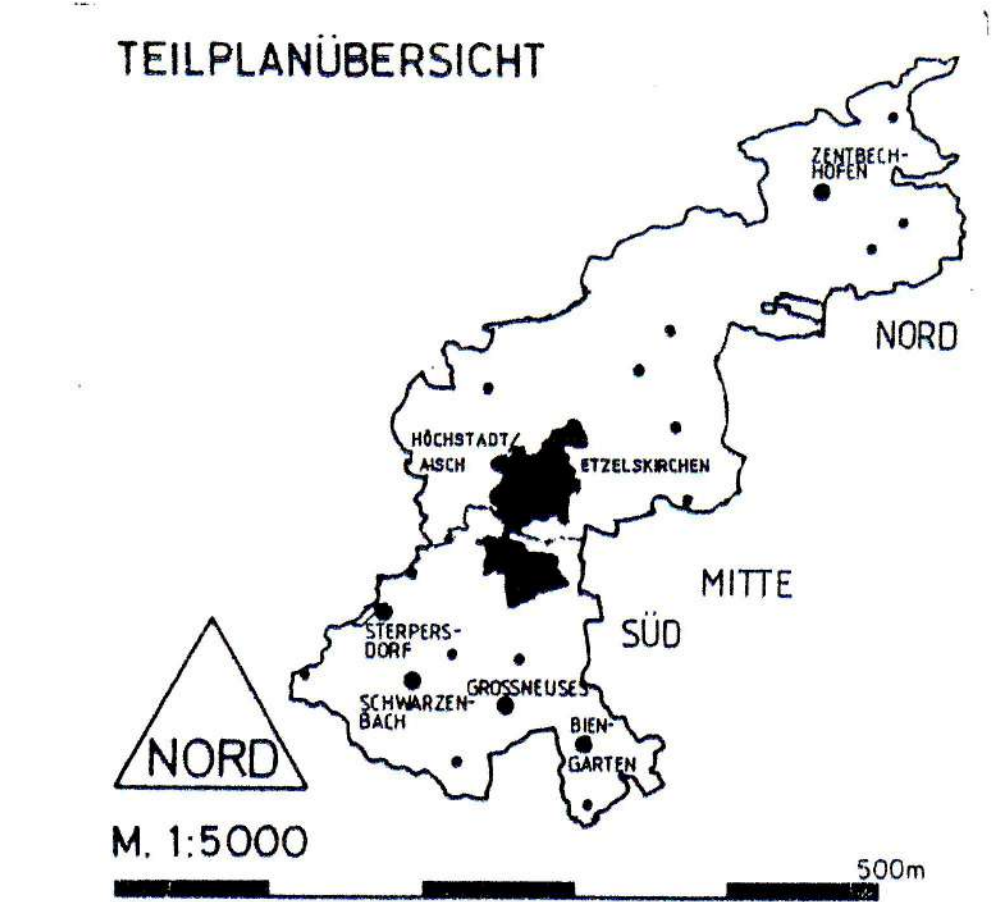 TEILPLANÜBERSICHT
ZENTBECH-
HOFEN
NORD
HÖCHSTADT/
AISCH
ETZELSKIRCHEN
MITTE
SÜD
STERPERS-
DORF
GROSSNEUSES
SCHWARZEN-
BACH
BIEN-
GARTEN
NORD
M. 1:5000
500m